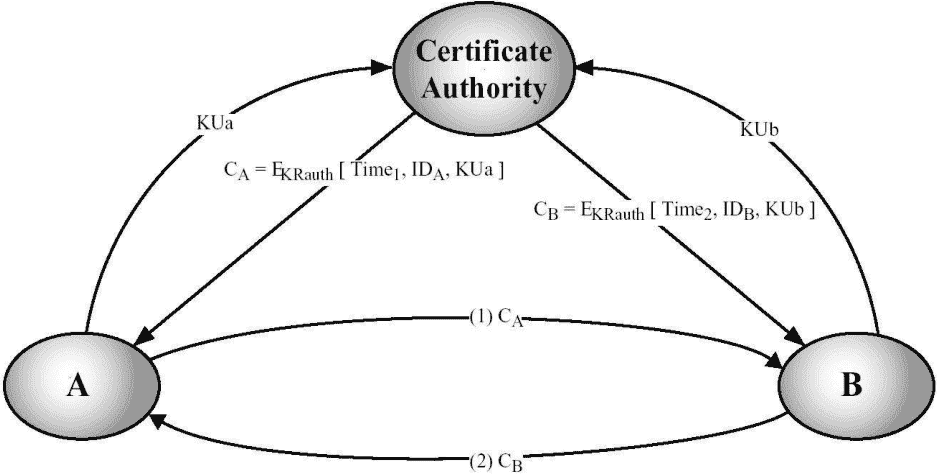 Certificate
Authority
KUa
KUb
C_A = E_KRauth [ Time_1, ID_A, KUa ]
C_B = E_KRauth [ Time_2, ID_B, KUb ]
(1) C_A
A
B
(2) C_B